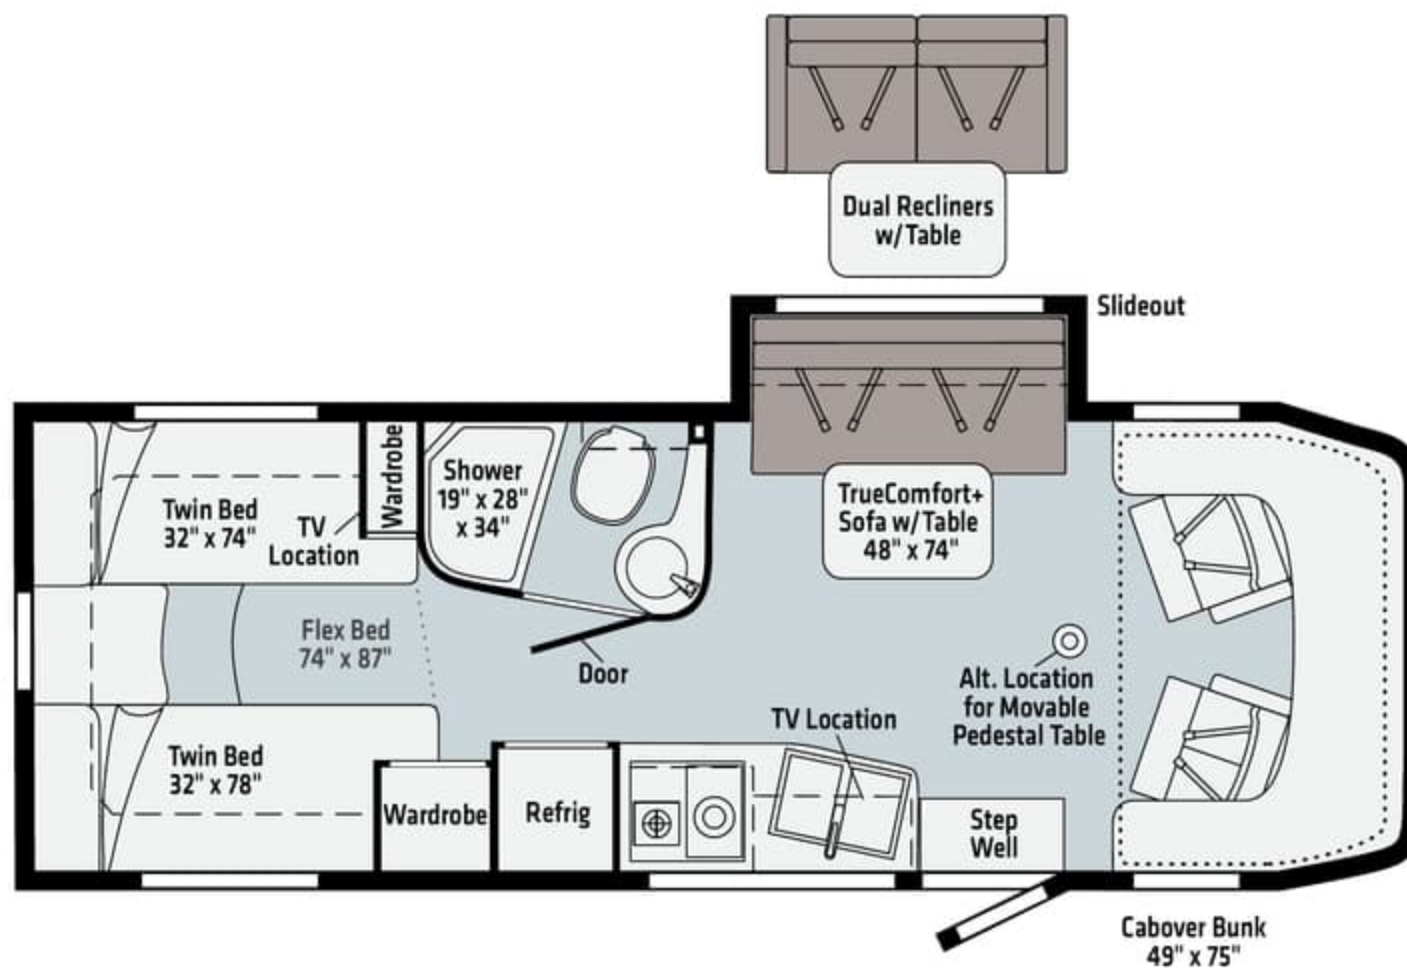 Dual Recliners
w/Table
Slideout
Wardrobe
Shower
19" x 28"
x 34"
Twin Bed
32" x 74"
TV
Location
TrueComfort+
Sofa w/Table
48" x 74"
Flex Bed
74" x 87"
Door
Alt. Location
for Movable
Pedestal Table
TV Location
Twin Bed
32" x 78"
Wardrobe
Refrig
Step
Well
Cabover Bunk
49" x 75"